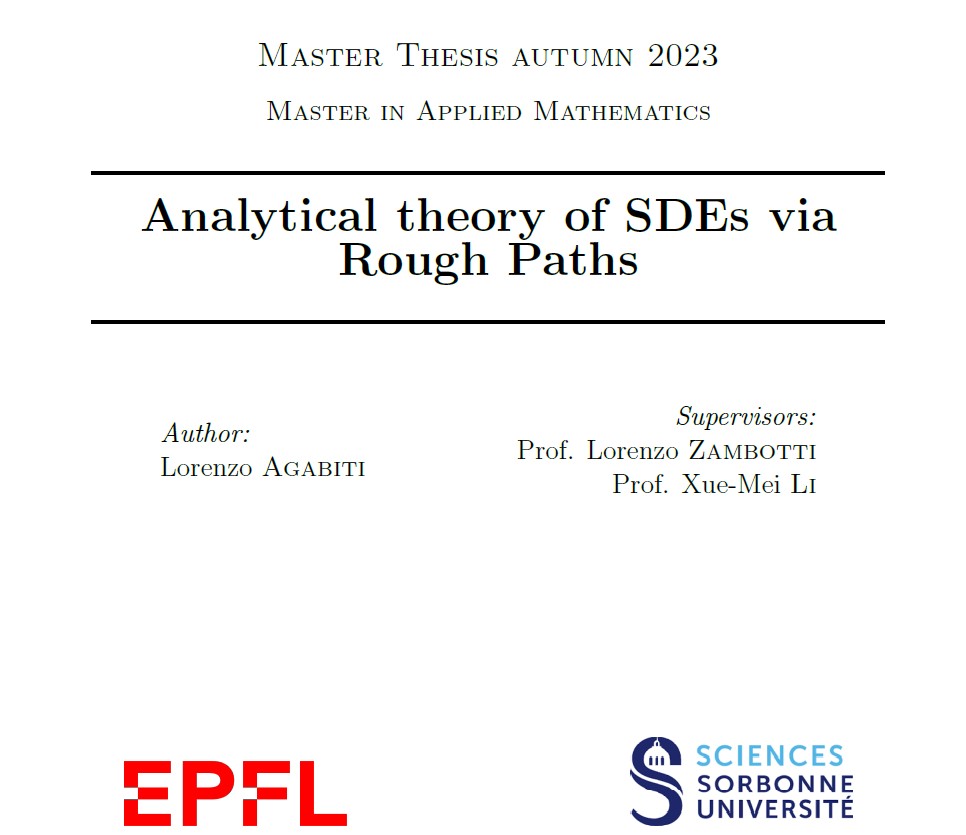 Master Thesis autumn 2023
Master in Applied Mathematics
Analytical theory of SDEs via
Rough Paths
Author:
Lorenzo Agabiti
Supervisors:
Prof. Lorenzo Zambotti
Prof. Xue-Mei Li
EPFL
SCIENCES
SORBONNE
UNIVERSITÉ